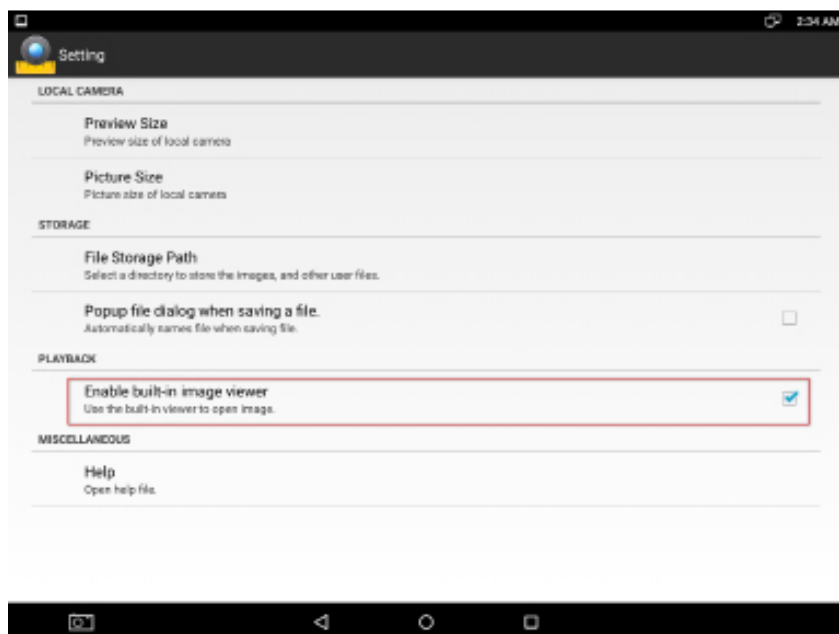 2:34 AM
Setting
LOCAL CAMERA
Preview Size
Preview size of local camera
Picture Size
Picture size of local camera
STORAGE
File Storage Path
Select a directory to store the images, and other user files.
Popup file dialog when saving a file.
Automatically names file when saving file.
PLAYBACK
Enable built-in image viewer
Use the built-in viewer to open image.
MISCELLANEOUS
Help
Open help file.